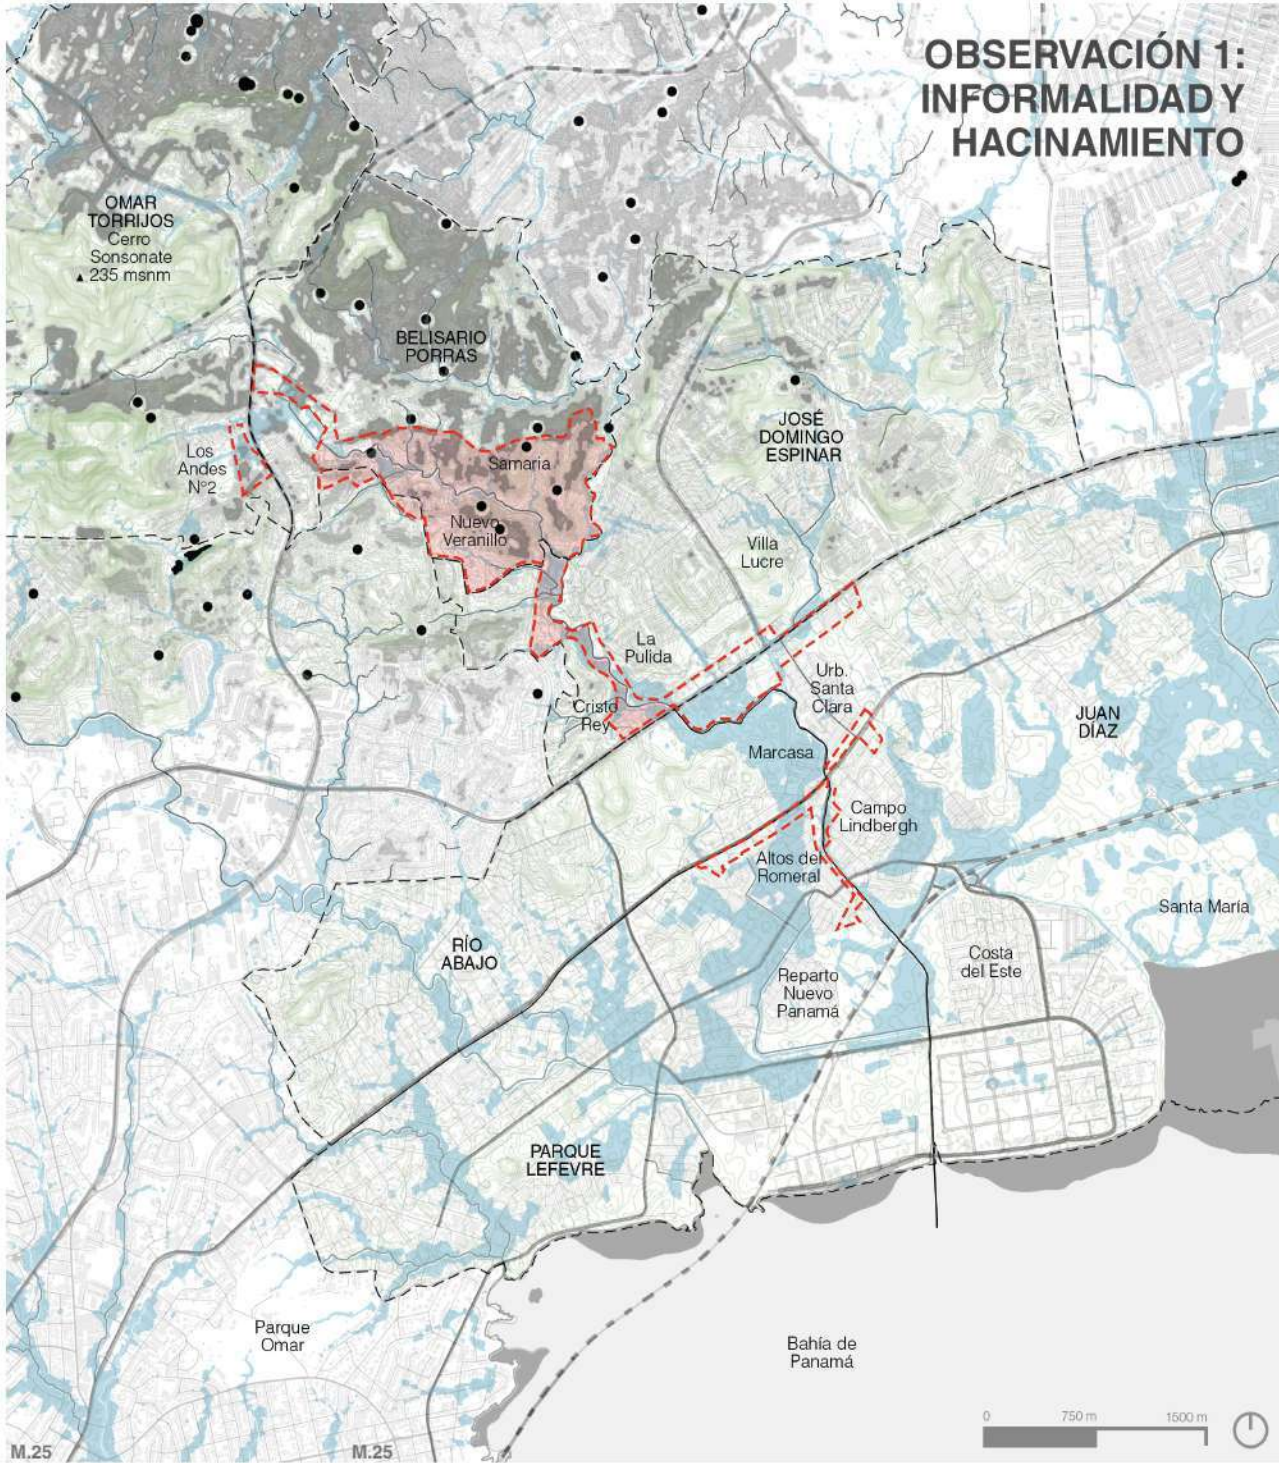 OBSERVACIÓN 1:
INFORMALIDAD Y
HACINAMIENTO
OMAR
TORRIJOS
Cerro
Sonsonate
▲ 235 msnm
BELISARIO
PORRAS
JOSÉ
DOMINGO
ESPINAR
Los
Andes
Nº2
Samaria
Nuevo
Veranillo
Villa
Lucre
La
Pulida
Urb.
Santa
Clara
Cristo
Rey
JUAN
DÍAZ
Marcasa
Campo
Lindbergh
Altos del
Romeral
Santa María
RÍO
ABAJO
Costa
del Este
Reparto
Nuevo
Panamá
PARQUE
LEFEVRE
Parque
Omar
Bahía de
Panamá
0 750 m 1500 m
M.25 M.25